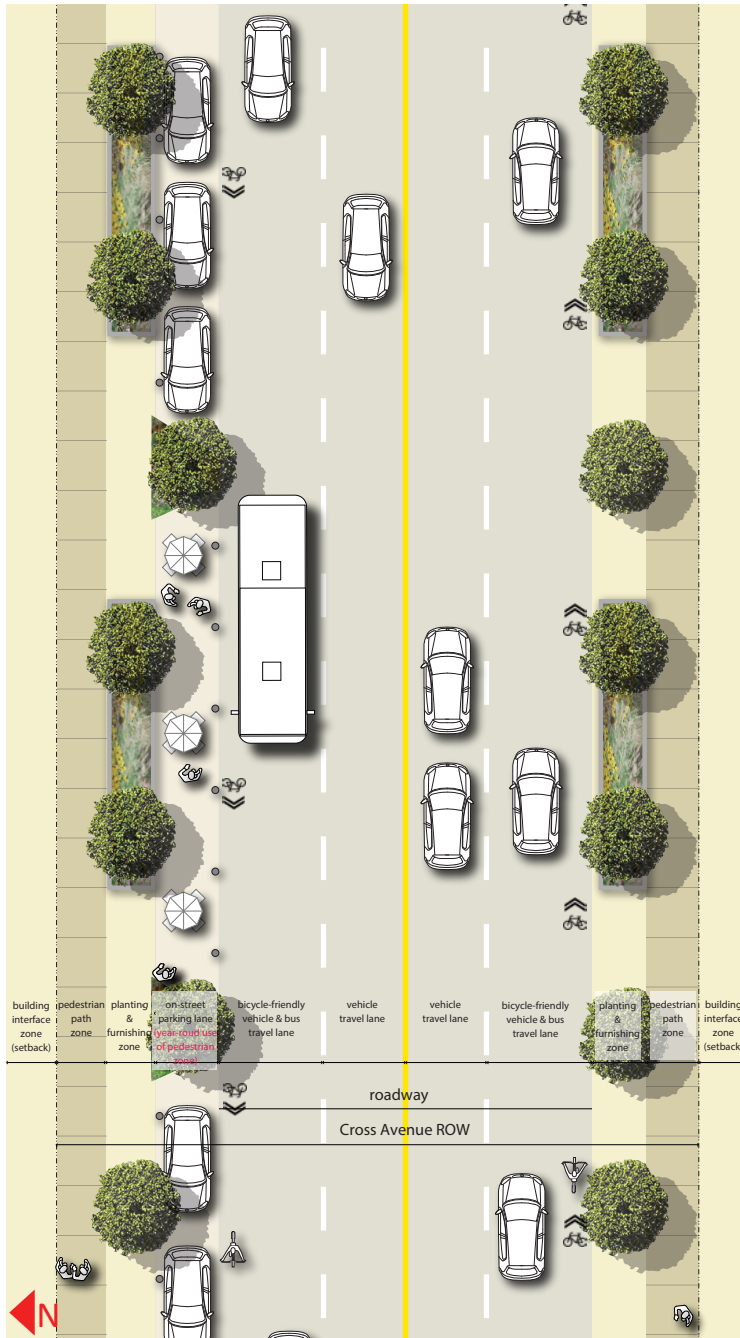 building
interface
zone
(setback)
pedestrian
path
zone
planting
&
furnishing
zone
on-street
parking lane
(year-roud use
of pedestrian
zone)
bicycle-friendly
vehicle & bus
travel lane
vehicle
travel lane
vehicle
travel lane
bicycle-friendly
vehicle & bus
travel lane
planting
&
furnishing
zone
pedestrian
path
zone
building
interface
zone
(setback)
roadway
Cross Avenue ROW
N